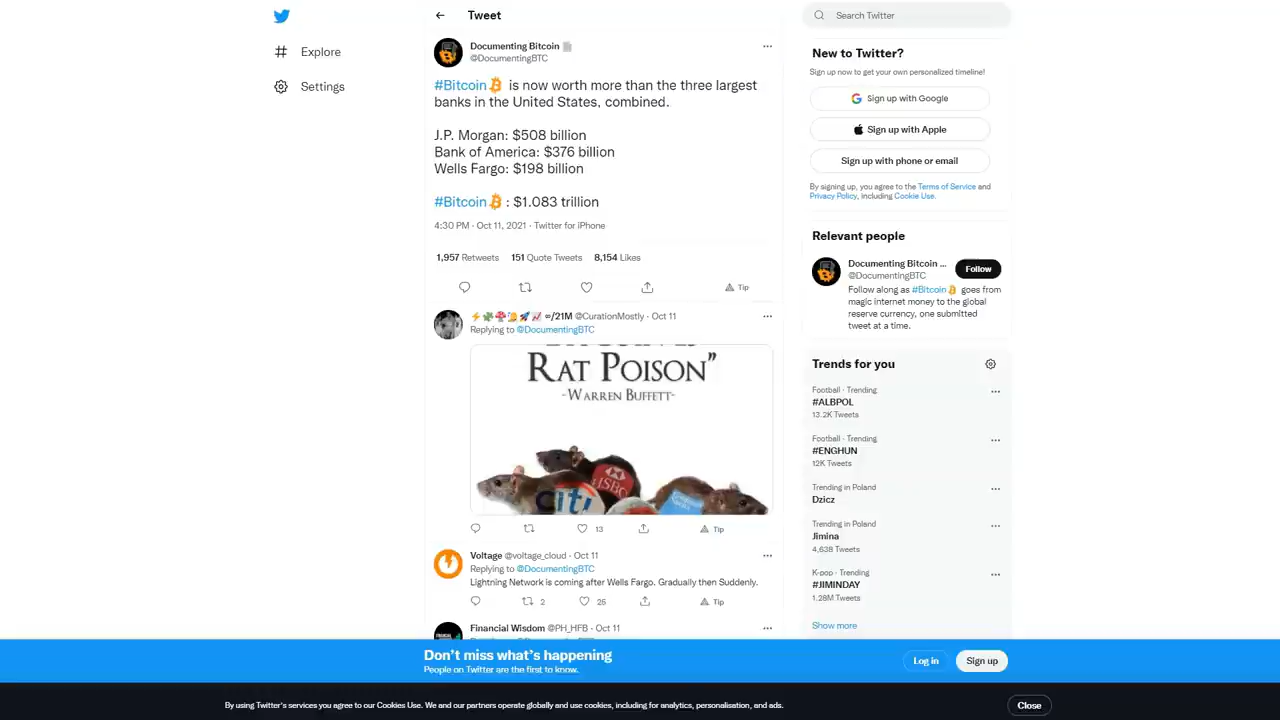 Tweet
Documenting Bitcoin
@DocumentingBTC
#Bitcoin is now worth more than the three largest
banks in the United States, combined.
J.P. Morgan: $508 billion
Bank of America: $376 billion
Wells Fargo: $198 billion
#Bitcoin : $1.083 trillion
4:30 PM · Oct 11, 2021 · Twitter for iPhone
1,957 Retweets 151 Quote Tweets 8,154 Likes
Tip
∞/21M @CurationMostly · Oct 11
Replying to @DocumentingBTC
RAT POISON”
-WARREN BUFFETT-
citi
HSBC
13
Tip
Voltage @voltage_cloud · Oct 11
Replying to @DocumentingBTC
Lightning Network is coming after Wells Fargo. Gradually then Suddenly.
2 25 Tip
Financial Wisdom @PH_HFB · Oct 11
Explore
Settings
Search Twitter
New to Twitter?
Sign up now to get your own personalized timeline!
Sign up with Google
Sign up with Apple
Sign up with phone or email
By signing up, you agree to the Terms of Service and
Privacy Policy, including Cookie Use.
Relevant people
Documenting Bitcoin ...
@DocumentingBTC
Follow
Follow along as #Bitcoin goes from
magic internet money to the global
reserve currency, one submitted
tweet at a time.
Trends for you
Football · Trending
#ALBPOL
13.2K Tweets
Football · Trending
#ENGHUN
12K Tweets
Trending in Poland
Dzicz
Trending in Poland
Jimina
4,638 Tweets
K-pop · Trending
#JIMINDAY
1.28M Tweets
Show more
Don’t miss what’s happening
People on Twitter are the first to know.
Log in
Sign up
By using Twitter’s services you agree to our Cookies Use. We and our partners operate globally and use cookies, including for analytics, personalisation, and ads.
Close